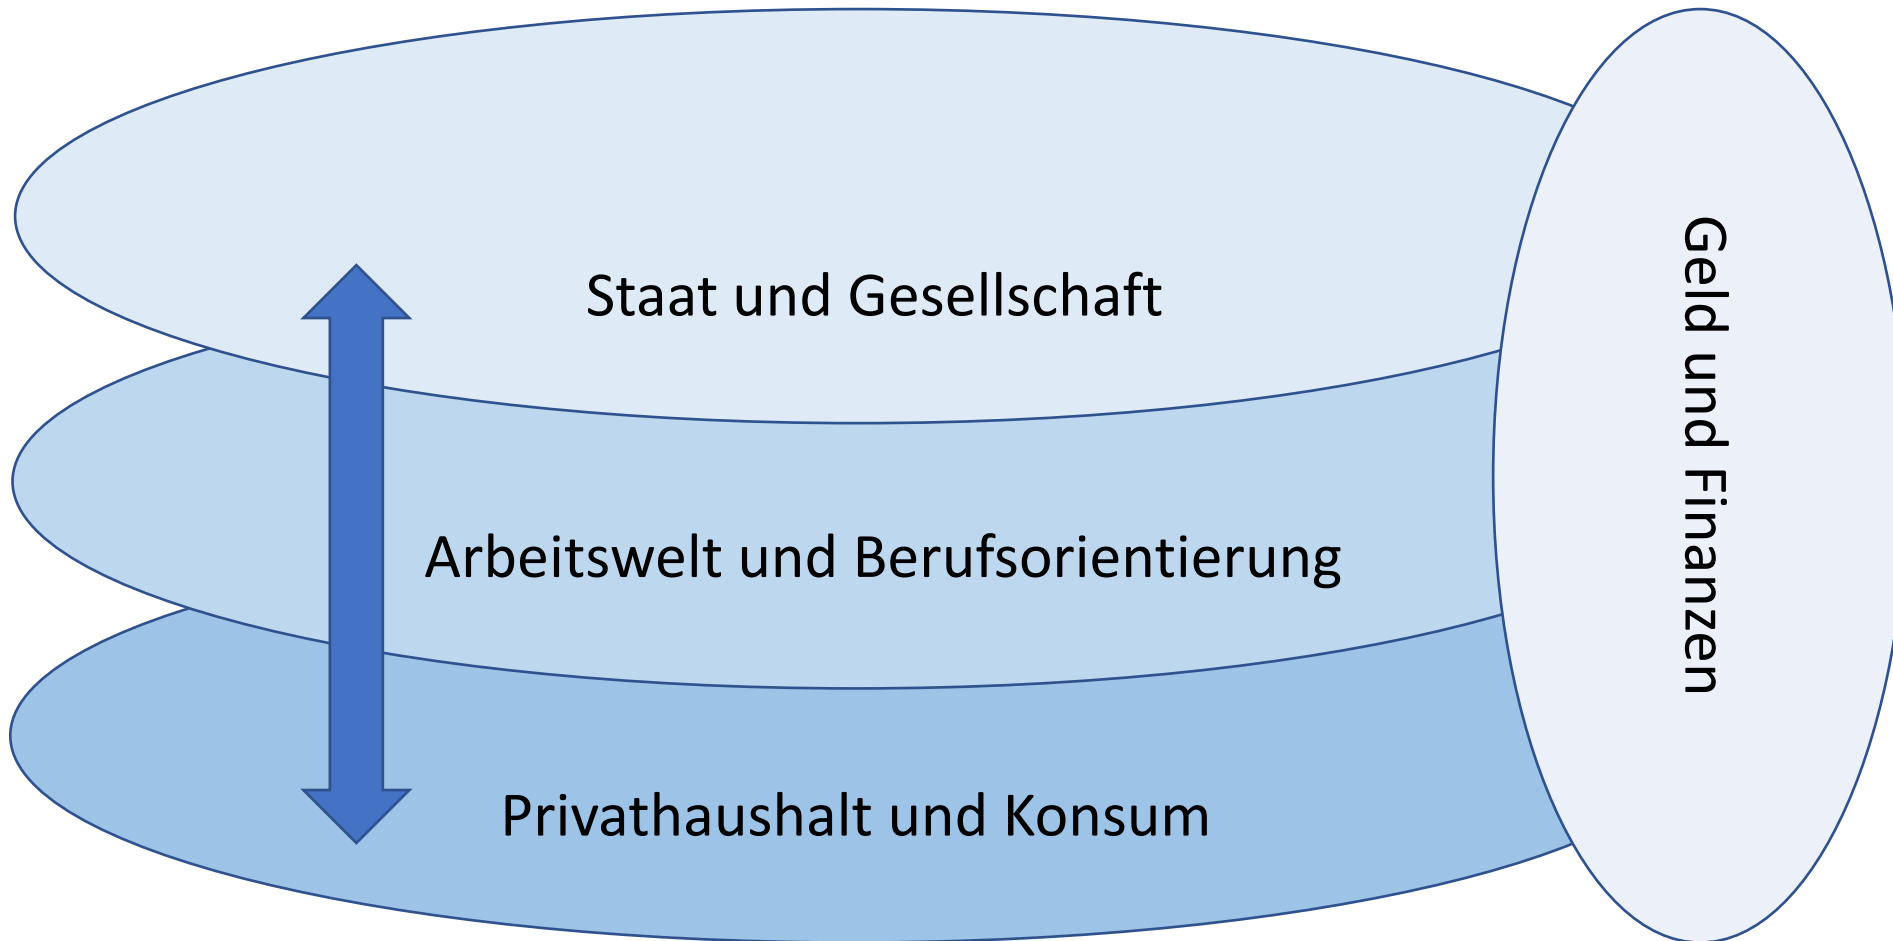 Staat und Gesellschaft
Arbeitswelt und Berufsorientierung
Privathaushalt und Konsum
Geld und Finanzen